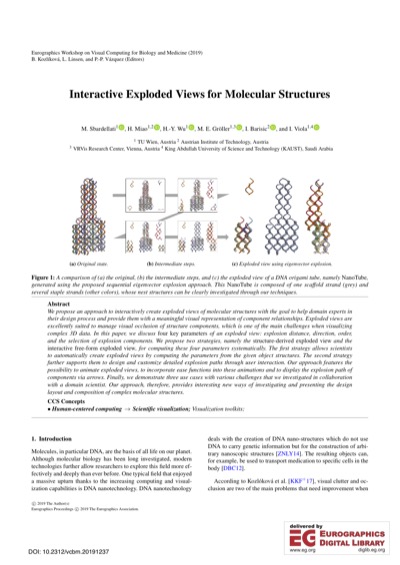 Eurographics Workshop on Visual Computing for Biology and Medicine (2019)
B. Kozlíková, L. Linsen, and P.-P. Vázquez (Editors)
Interactive Exploded Views for Molecular Structures
M. Sbardellati1, H. Miao1,2, H.-Y. Wu1, M. E. Gröller1,3, I. Barisic2, and I. Viola1,4
1 TU Wien, Austria 2 Austrian Institute of Technology, Austria
3 VRVis Research Center, Vienna, Austria 4 King Abdullah University of Science and Technology (KAUST), Saudi Arabia
(a) Original state.
(b) Intermediate steps.
(c) Exploded view using eigenvector explosion.
Figure 1: A comparison of (a) the original, (b) the intermediate steps, and (c) the exploded view of a DNA origami tube, namely NanoTube,
generated using the proposed sequential eigenvector explosion approach. This NanoTube is composed of one scaffold strand (grey) and
several staple strands (other colors), whose nest structures can be clearly investigated through our techniques.
Abstract
We propose an approach to interactively create exploded views of molecular structures with the goal to help domain experts in
their design process and provide them with a meaningful visual representation of component relationships. Exploded views are
excellently suited to manage visual occlusion of structure components, which is one of the main challenges when visualizing
complex 3D data. In this paper, we discuss four key parameters of an exploded view: explosion distance, direction, order,
and the selection of explosion components. We propose two strategies, namely the structure-derived exploded view and the
interactive free-form exploded view, for computing these four parameters systematically. The first strategy allows scientists
to automatically create exploded views by computing the parameters from the given object structures. The second strategy
further supports them to design and customize detailed explosion paths through user interaction. Our approach features the
possibility to animate exploded views, to incorporate ease functions into these animations and to display the explosion path of
components via arrows. Finally, we demonstrate three use cases with various challenges that we investigated in collaboration
with a domain scientist. Our approach, therefore, provides interesting new ways of investigating and presenting the design
layout and composition of complex molecular structures.
CCS Concepts
• Human-centered computing → Scientific visualization; Visualization toolkits;
1. Introduction
Molecules, in particular DNA, are the basis of all life on our planet.
Although molecular biology has been long investigated, modern
technologies further allow researchers to explore this field more ef-
fectively and deeply than ever before. One typical field that enjoyed
a massive upturn thanks to the increasing computing and visual-
ization capabilities is DNA nanotechnology. DNA nanotechnology
deals with the creation of DNA nano-structures which do not use
DNA to carry genetic information but for the construction of arbi-
trary nanoscopic structures [ZNLY14]. The resulting objects can,
for example, be used to transport medication to specific cells in the
body [DBC12].
According to Kozlíková et al. [KKF*17], visual clutter and oc-
clusion are two of the main problems that need improvement when
© 2019 The Author(s)
Eurographics Proceedings © 2019 The Eurographics Association.
DOI: 10.2312/vcbm.20191237
delivered by
EG EUROGRAPHICS
DIGITAL LIBRARY
www.eg.org diglib.eg.org